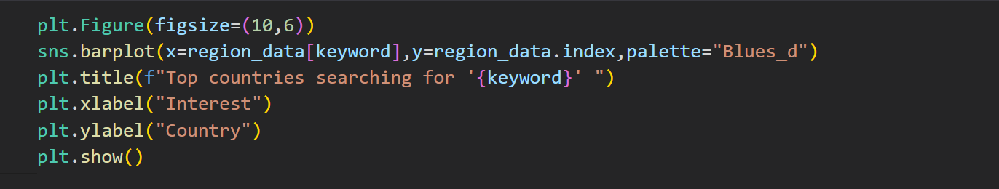 plt.Figure(figsize=(10,6))
sns.barplot(x=region_data[keyword],y=region_data.index,palette="Blues_d")
plt.title(f"Top countries searching for '{keyword}' ")
plt.xlabel("Interest")
plt.ylabel("Country")
plt.show()